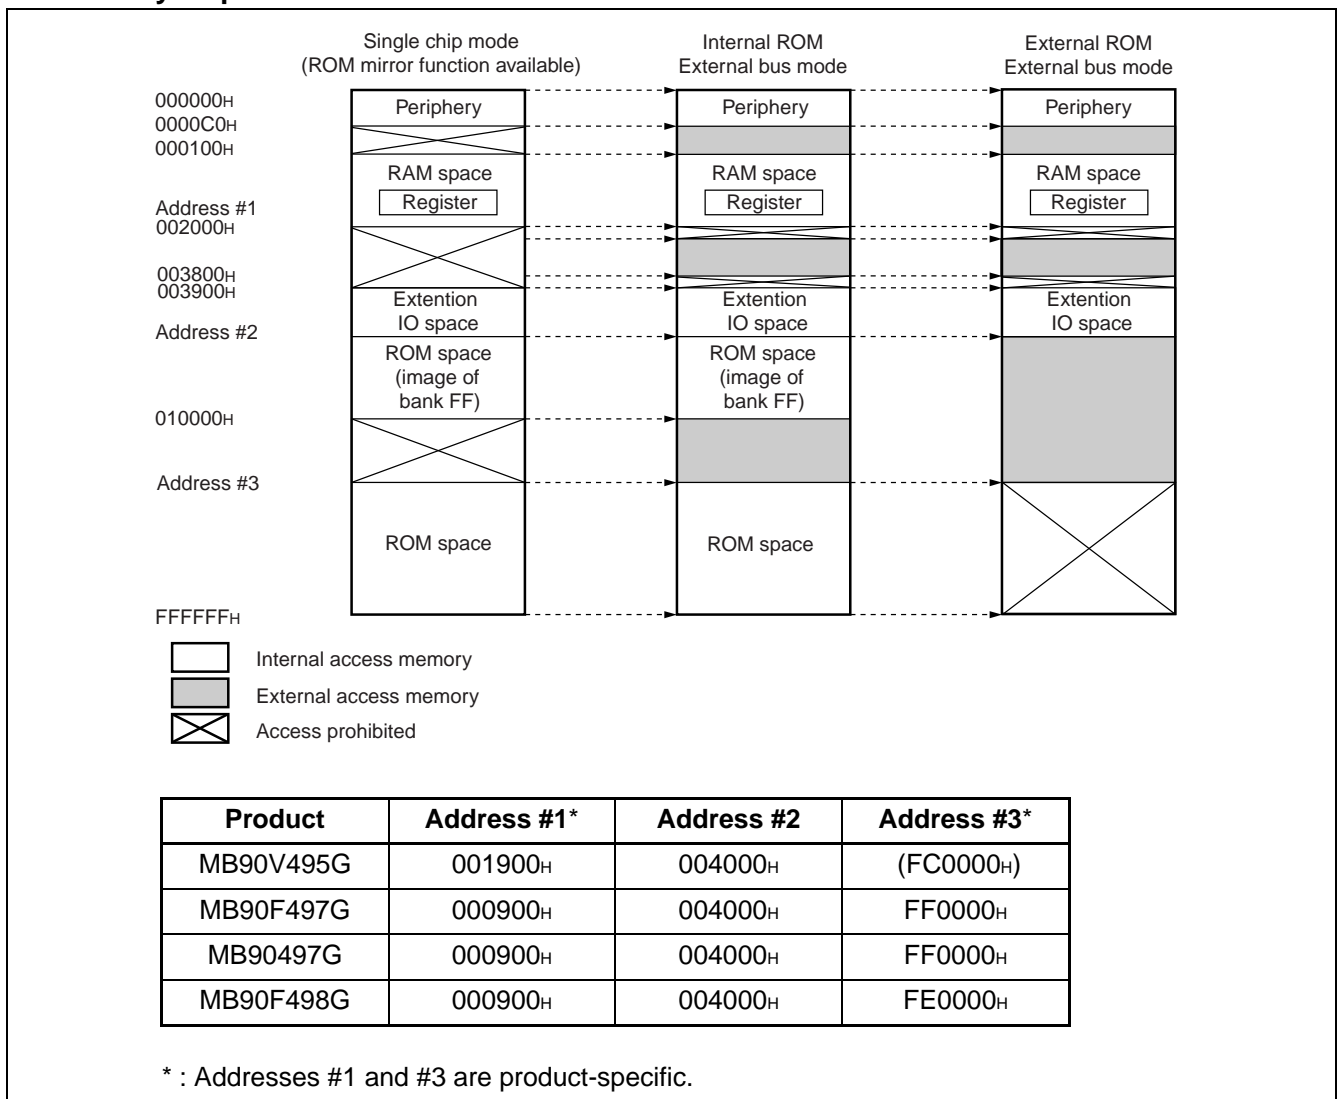 Single chip mode
(ROM mirror function available)
Internal ROM
External bus mode
External ROM
External bus mode
000000H
0000C0H
000100H
Address #1
002000H
003800H
003900H
Address #2
010000H
Address #3
FFFFFFH
Periphery
RAM space
Register
Extention
IO space
ROM space
(image of
bank FF)
ROM space
Periphery
RAM space
Register
Extention
IO space
ROM space
(image of
bank FF)
ROM space
Periphery
RAM space
Register
Extention
IO space
Internal access memory
External access memory
Access prohibited
Product Address #1* Address #2 Address #3*
MB90V495G 001900H 004000H (FC0000H)
MB90F497G 000900H 004000H FF0000H
MB90497G 000900H 004000H FF0000H
MB90F498G 000900H 004000H FE0000H
* : Addresses #1 and #3 are product-specific.